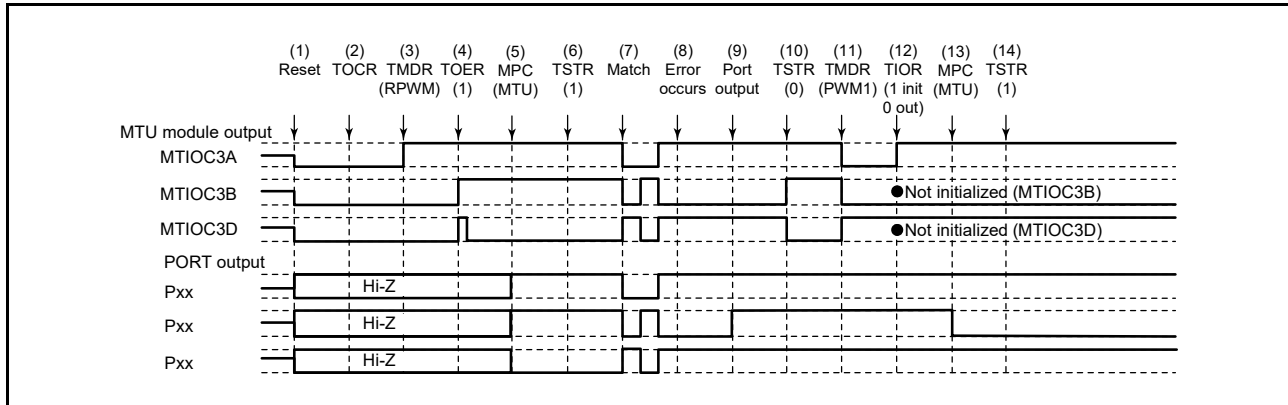 (1) (2) (3) (4) (5) (6) (7) (8) (9) (10) (11) (12) (13) (14)
Reset TOCR TMDR TOER MPC TSTR Match Error Port TSTR TMDR TIOR MPC TSTR
(RPWM) (1) (MTU) (1) occurs output (0) (PWM1) (1 init (MTU) (1)
0 out)
MTU module output
MTIOC3A
MTIOC3B
●Not initialized (MTIOC3B)
MTIOC3D
●Not initialized (MTIOC3D)
PORT output
Pxx
Hi-Z
Pxx
Hi-Z
Pxx
Hi-Z